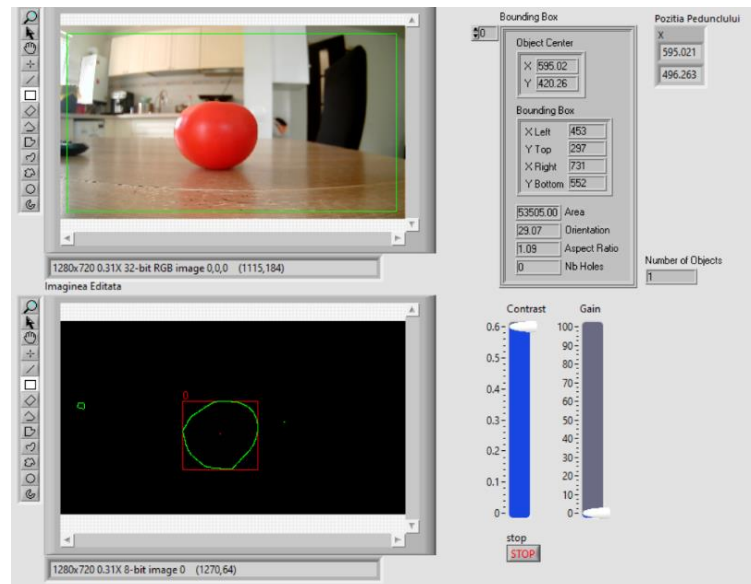 Bounding Box
0
Object Center
X 595.02
Y 420.26
Bounding Box
X Left 453
Y Top 297
X Right 731
Y Bottom 552
53505.00 Area
29.07 Orientation
1.09 Aspect Ratio
0 Nb Holes
Pozitia Pedunclului
X
595.021
496.263
Number of Objects
1
1280x720 0.31X 32-bit RGB image 0,0,0 (1115,184)
Imaginea Editata
0
1280x720 0.31X 8-bit image 0 (1270,64)
Contrast
0.6-
0.5-
0.4-
0.3-
0.2-
0.1-
0-
Gain
100-
90-
80-
70-
60-
50-
40-
30-
20-
10-
0-
stop
STOP